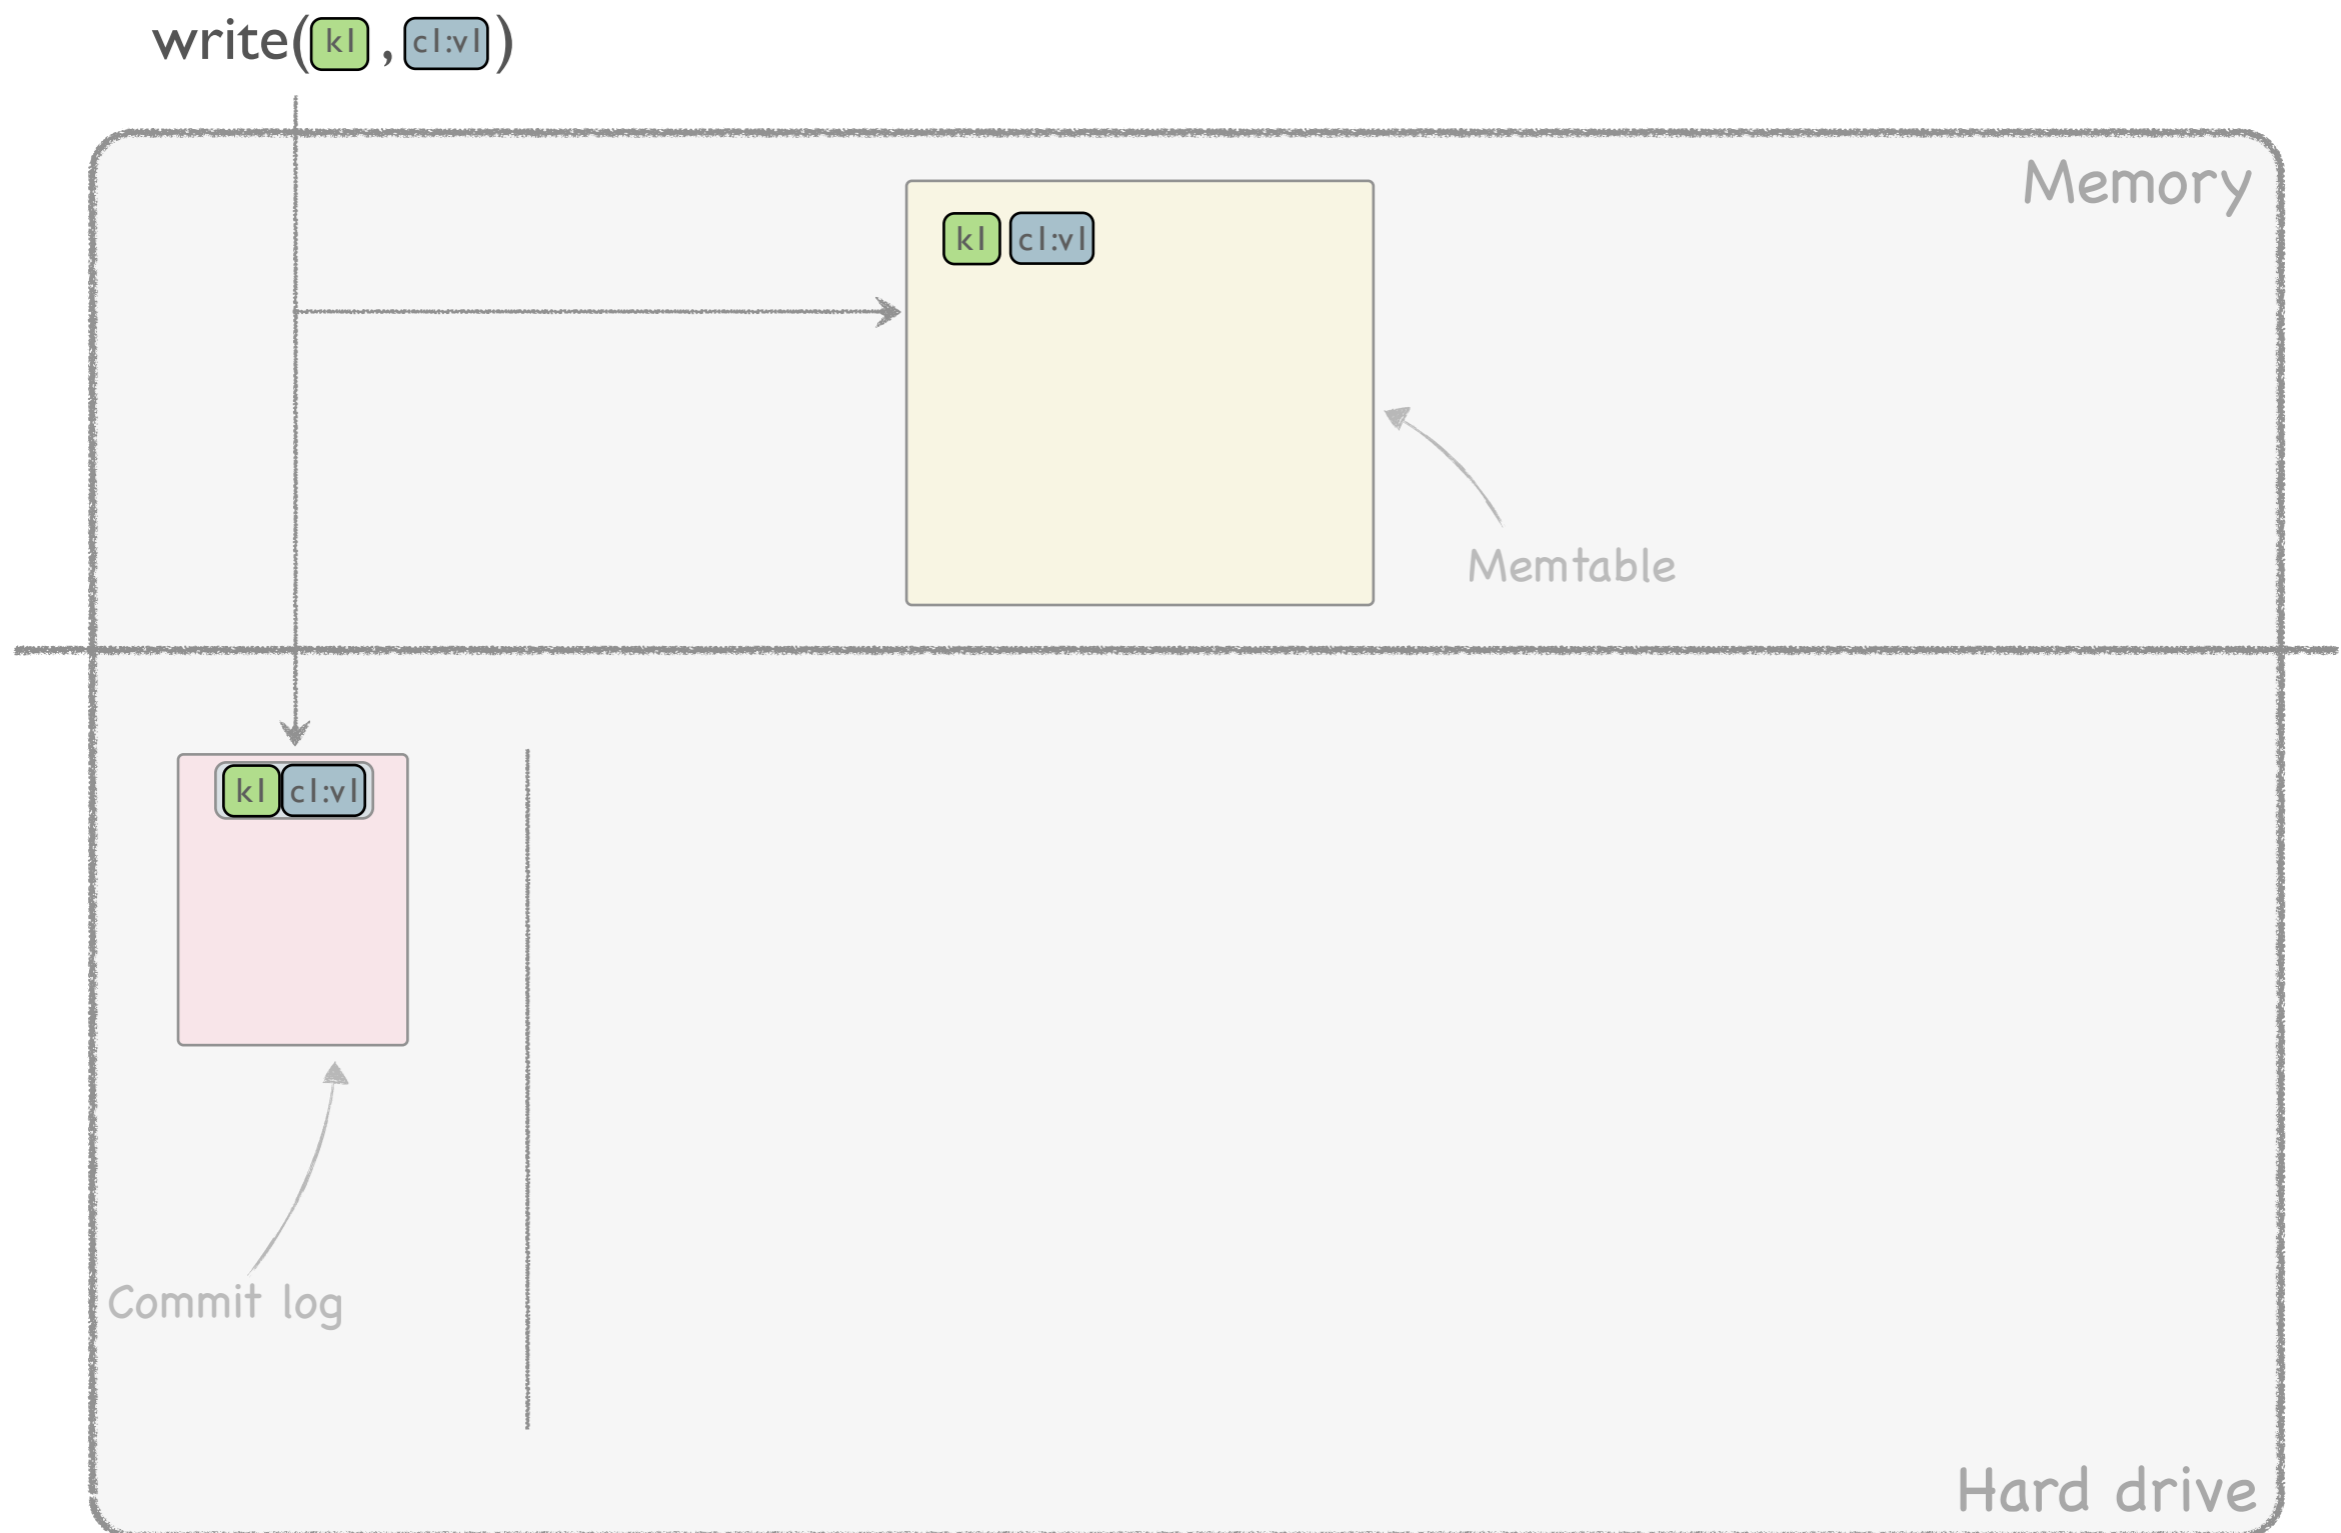 write(k1 , c1:v1)
Memory
k1 c1:v1
Memtable
k1 c1:v1
Commit log
Hard drive